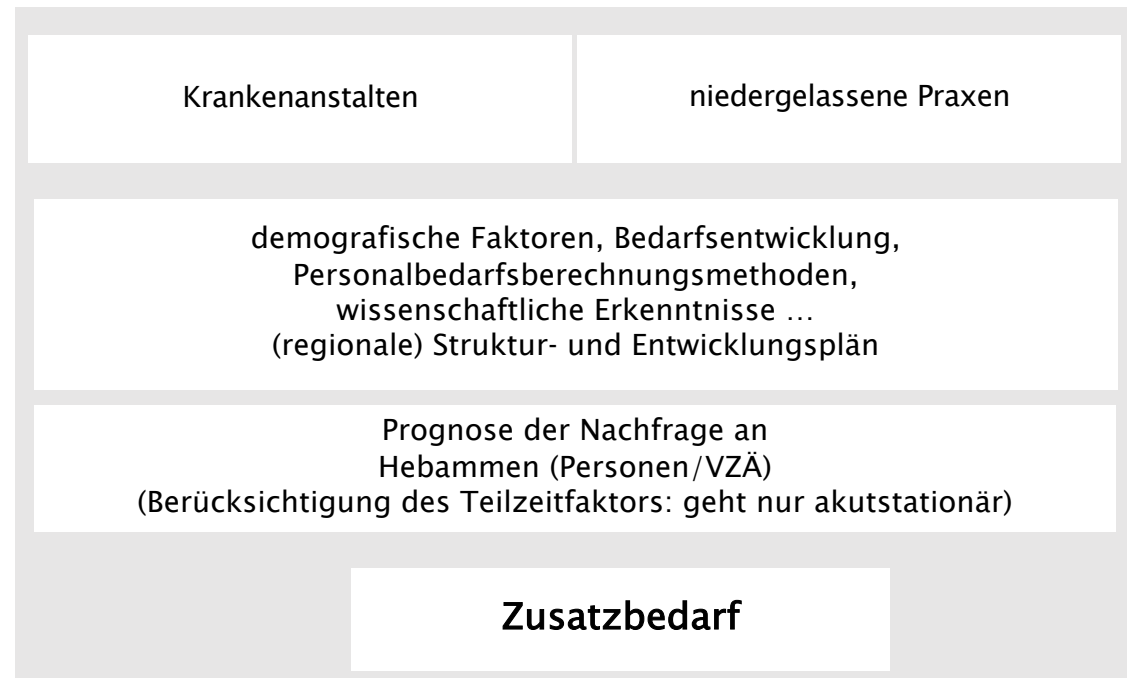 Krankenanstalten
niedergelassene Praxen
demografische Faktoren, Bedarfsentwicklung,
Personalbedarfsberechnungsmethoden,
wissenschaftliche Erkenntnisse …
(regionale) Struktur- und Entwicklungsplän
Prognose der Nachfrage an
Hebammen (Personen/VZÄ)
(Berücksichtigung des Teilzeitfaktors: geht nur akutstationär)
Zusatzbedarf